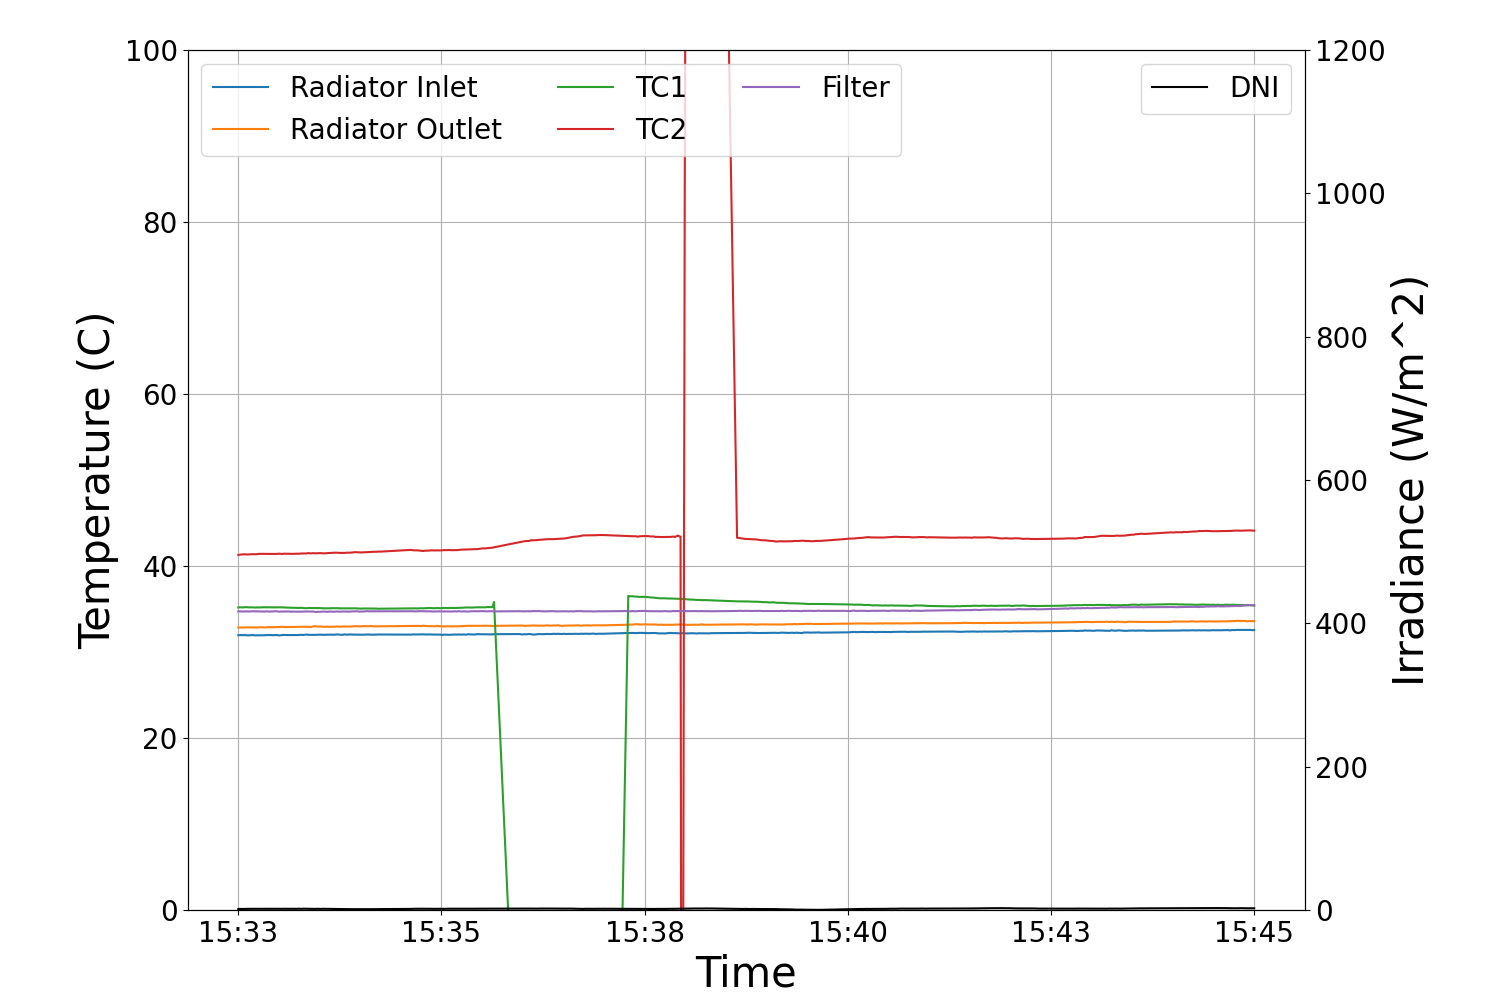 Radiator Inlet
Radiator Outlet
TC1
TC2
Filter
DNI
100
80
60
40
20
0
Temperature (C)
1200
1000
800
600
400
200
0
Irradiance (W/m^2)
15:33 15:35 15:38 15:40 15:43 15:45
Time